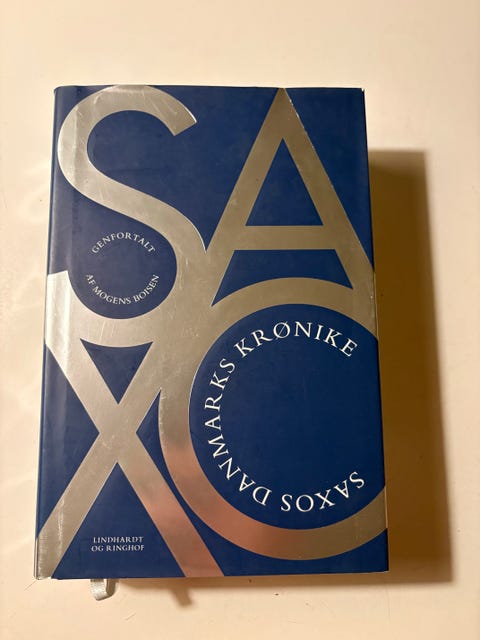 SAXO
GENFORTALT
AF MOGENS BOISEN
SAXOS DANMARKS KRØNIKE
LINDHARDT
OG RINGHOF